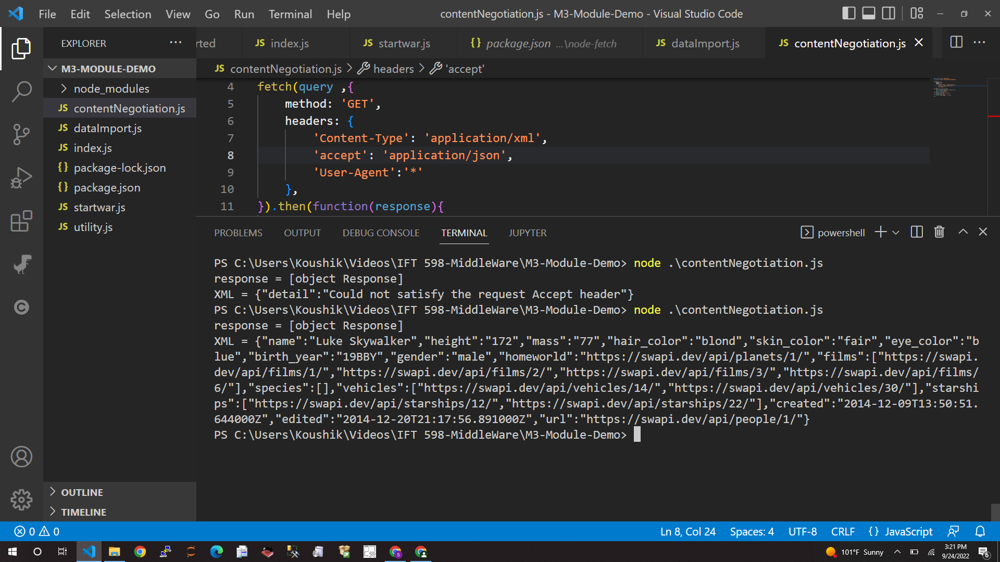 File Edit Selection View Go Run Terminal Help
contentNegotiation.js - M3-Module-Demo - Visual Studio Code
EXPLORER
rted
JS index.js
JS startwar.js
{} package.json ...\node-fetch
JS dataImport.js
JS contentNegotiation.js
M3-MODULE-DEMO
node_modules
JS contentNegotiation.js
JS dataImport.js
JS index.js
{} package-lock.json
{} package.json
JS startwar.js
JS utility.js
OUTLINE
TIMELINE
JS contentNegotiation.js > headers > 'accept'
4 fetch(query ,{
5 method: 'GET',
6 headers: {
7 'Content-Type': 'application/xml',
8 'accept': 'application/json',
9 'User-Agent':'*'
10 },
11 }).then(function(response){
PROBLEMS OUTPUT DEBUG CONSOLE TERMINAL JUPYTER
powershell
PS C:\Users\Koushik\Videos\IFT 598-MiddleWare\M3-Module-Demo> node .\contentNegotiation.js
response = [object Response]
XML = {"detail":"Could not satisfy the request Accept header"}
PS C:\Users\Koushik\Videos\IFT 598-MiddleWare\M3-Module-Demo> node .\contentNegotiation.js
response = [object Response]
XML = {"name":"Luke Skywalker","height":"172","mass":"77","hair_color":"blond","skin_color":"fair","eye_color":"b
lue","birth_year":"19BBY","gender":"male","homeworld":"https://swapi.dev/api/planets/1/","films":["https://swapi.
dev/api/films/1/","https://swapi.dev/api/films/2/","https://swapi.dev/api/films/3/","https://swapi.dev/api/films/
6/"],"species":[],"vehicles":["https://swapi.dev/api/vehicles/14/","https://swapi.dev/api/vehicles/30/"],"starshi
ps":["https://swapi.dev/api/starships/12/","https://swapi.dev/api/starships/22/"],"created":"2014-12-09T13:50:51.
644000Z","edited":"2014-12-20T21:17:56.891000Z","url":"https://swapi.dev/api/people/1/"}
PS C:\Users\Koushik\Videos\IFT 598-MiddleWare\M3-Module-Demo>
0 0
Ln 8, Col 24 Spaces: 4 UTF-8 CRLF {} JavaScript
101°F Sunny
3:21 PM
9/24/2022
6